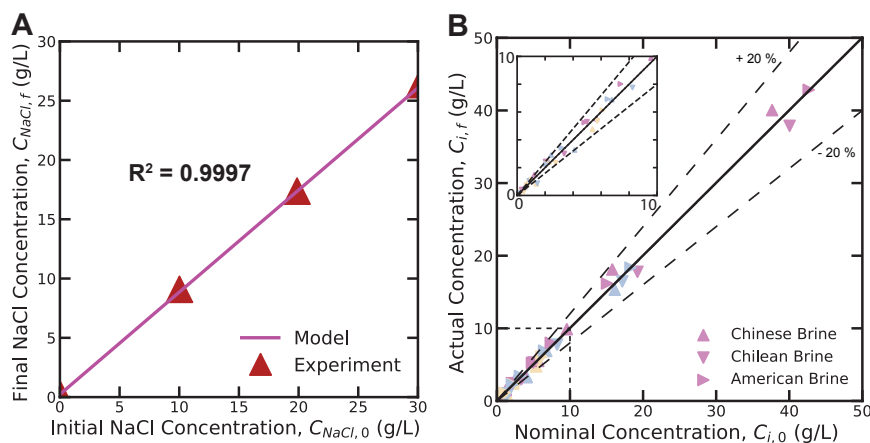 A
30
25
20
15
10
5
0
Final NaCl Concentration, C_NaCl,f (g/L)
R² = 0.9997
Model
Experiment
0 5 10 15 20 25 30
Initial NaCl Concentration, C_NaCl,0 (g/L)
B
50
40
30
20
10
0
Actual Concentration, C_i,f (g/L)
10
0
0 10
+ 20 %
- 20 %
Chinese Brine
Chilean Brine
American Brine
0 10 20 30 40 50
Nominal Concentration, C_i,0 (g/L)